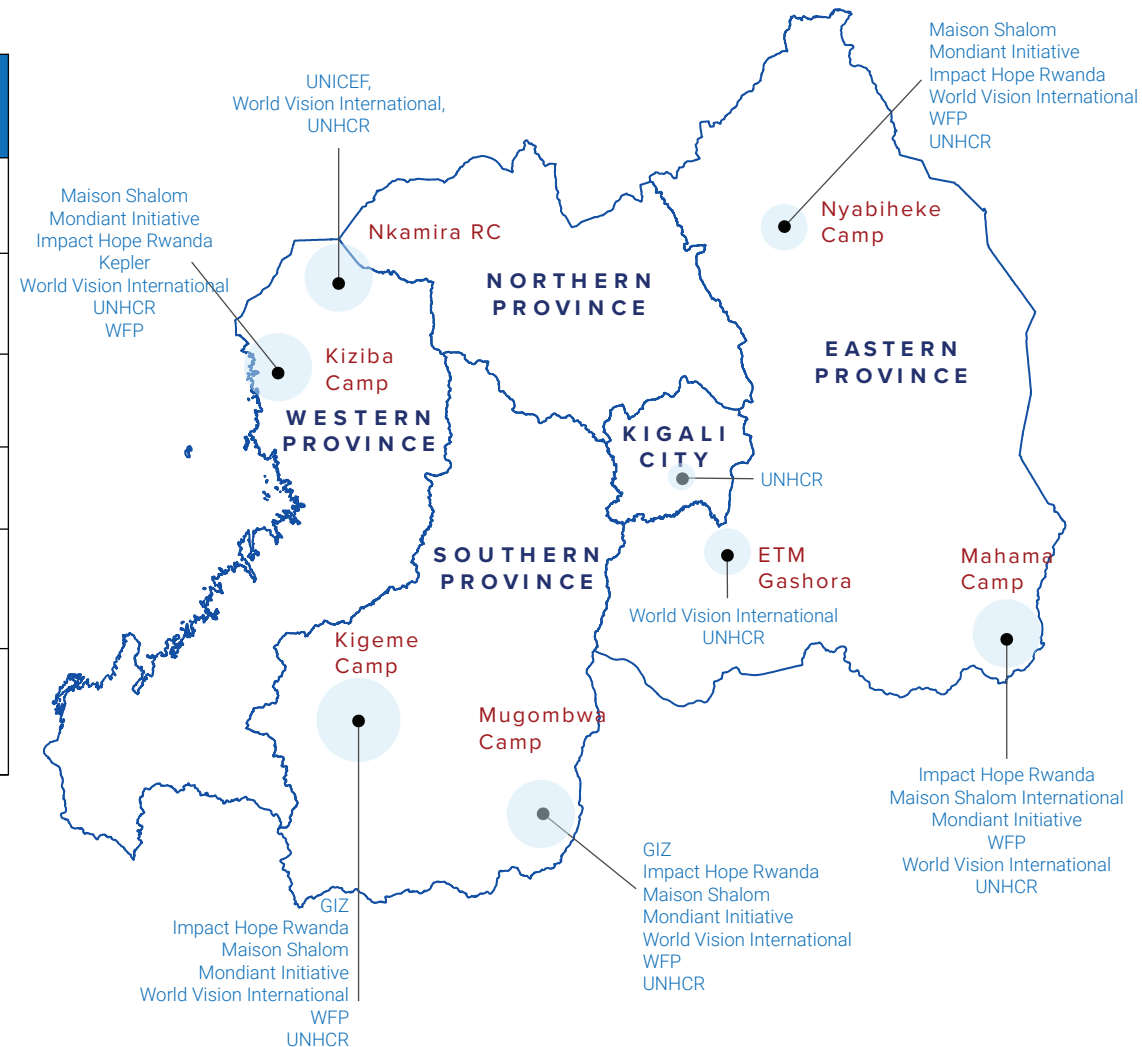 Maison Shalom
Mondiant Initiative
Impact Hope Rwanda
World Vision International
WFP
UNHCR
UNICEF,
World Vision International,
UNHCR
Maison Shalom
Mondiant Initiative
Impact Hope Rwanda
Kepler
World Vision International
UNHCR
WFP
Nkamira RC
Nyabiheke
Camp
NORTHERN
PROVINCE
EASTERN
PROVINCE
Kiziba
Camp
WESTERN
PROVINCE
KIGALI
CITY
UNHCR
SOUTHERN
PROVINCE
ETM
Gashora
World Vision International
UNHCR
Mahama
Camp
Kigeme
Camp
Mugombwa
Camp
Impact Hope Rwanda
Maison Shalom International
Mondiant Initiative
WFP
World Vision International
UNHCR
GIZ
Impact Hope Rwanda
Maison Shalom
Mondiant Initiative
World Vision International
WFP
UNHCR
GIZ
Impact Hope Rwanda
Maison Shalom
Mondiant Initiative
World Vision International
WFP
UNHCR